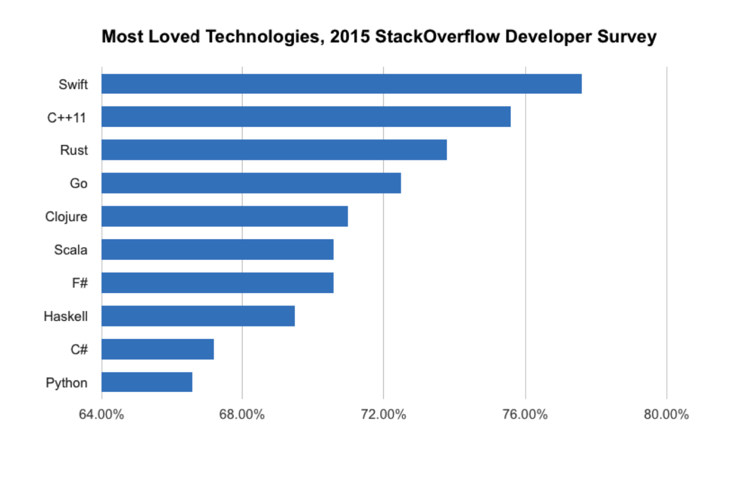 Most Loved Technologies, 2015 StackOverflow Developer Survey
Swift
C++11
Rust
Go
Clojure
Scala
F#
Haskell
C#
Python
64.00% 68.00% 72.00% 76.00% 80.00%